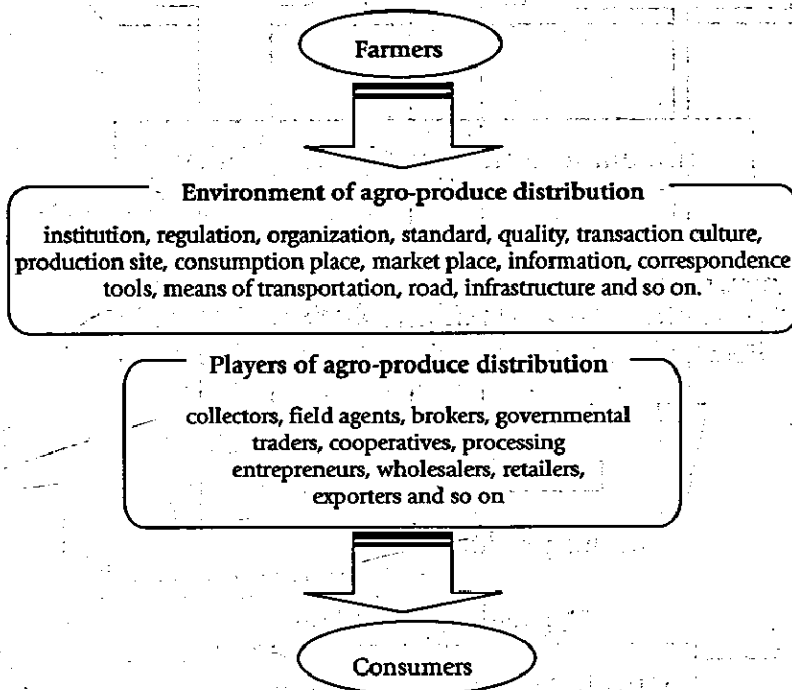 Farmers
Environment of agro-produce distribution
institution, regulation, organization, standard, quality, transaction culture,
production site, consumption place, market place, information, correspondence
tools, means of transportation, road, infrastructure and so on.
Players of agro-produce distribution
collectors, field agents, brokers, governmental
traders, cooperatives, processing
entrepreneurs, wholesalers, retailers,
exporters and so on
Consumers